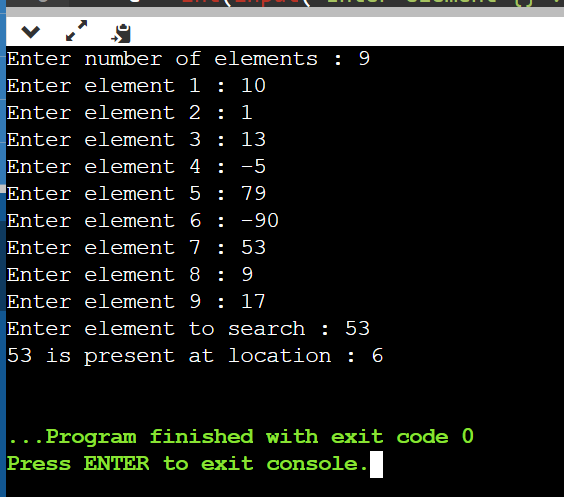 Enter number of elements : 9
Enter element 1 : 10
Enter element 2 : 1
Enter element 3 : 13
Enter element 4 : -5
Enter element 5 : 79
Enter element 6 : -90
Enter element 7 : 53
Enter element 8 : 9
Enter element 9 : 17
Enter element to search : 53
53 is present at location : 6
...Program finished with exit code 0
Press ENTER to exit console.